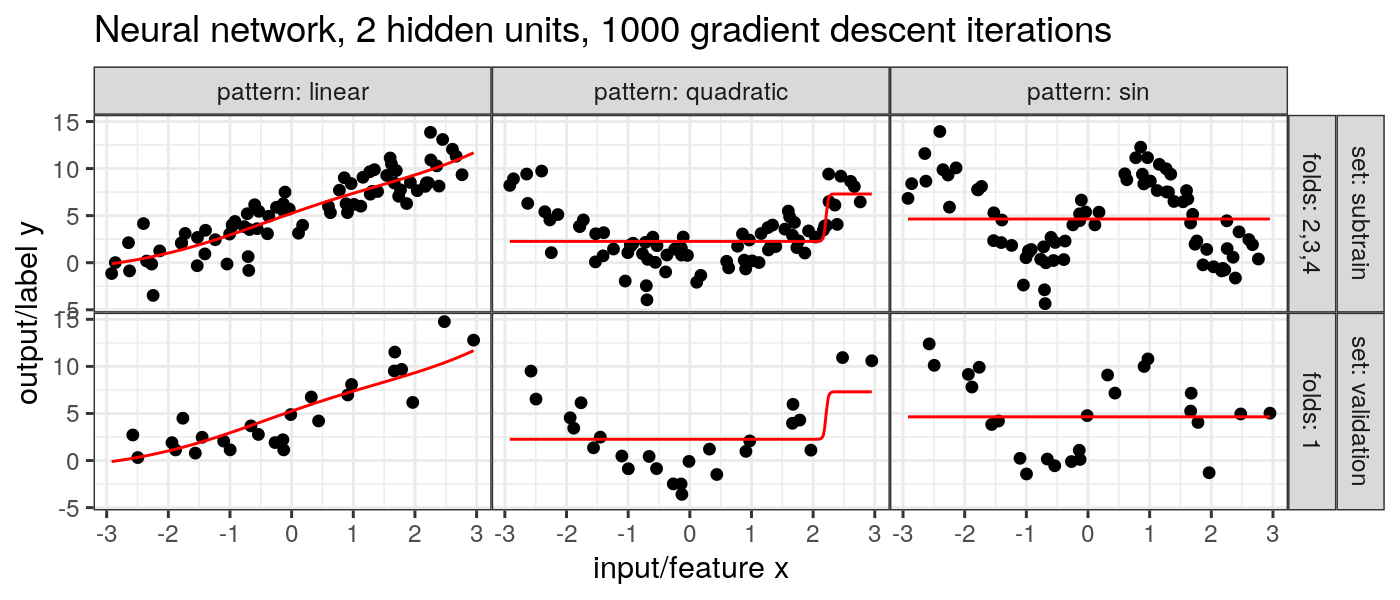 Neural network, 2 hidden units, 1000 gradient descent iterations
pattern: linear
pattern: quadratic
pattern: sin
output/label y
15
10
5
0
-5
folds: 2,3,4
set: subtrain
15
10
5
0
-5
folds: 1
set: validation
-3 -2 -1 0 1 2 3
-3 -2 -1 0 1 2 3
-3 -2 -1 0 1 2 3
input/feature x